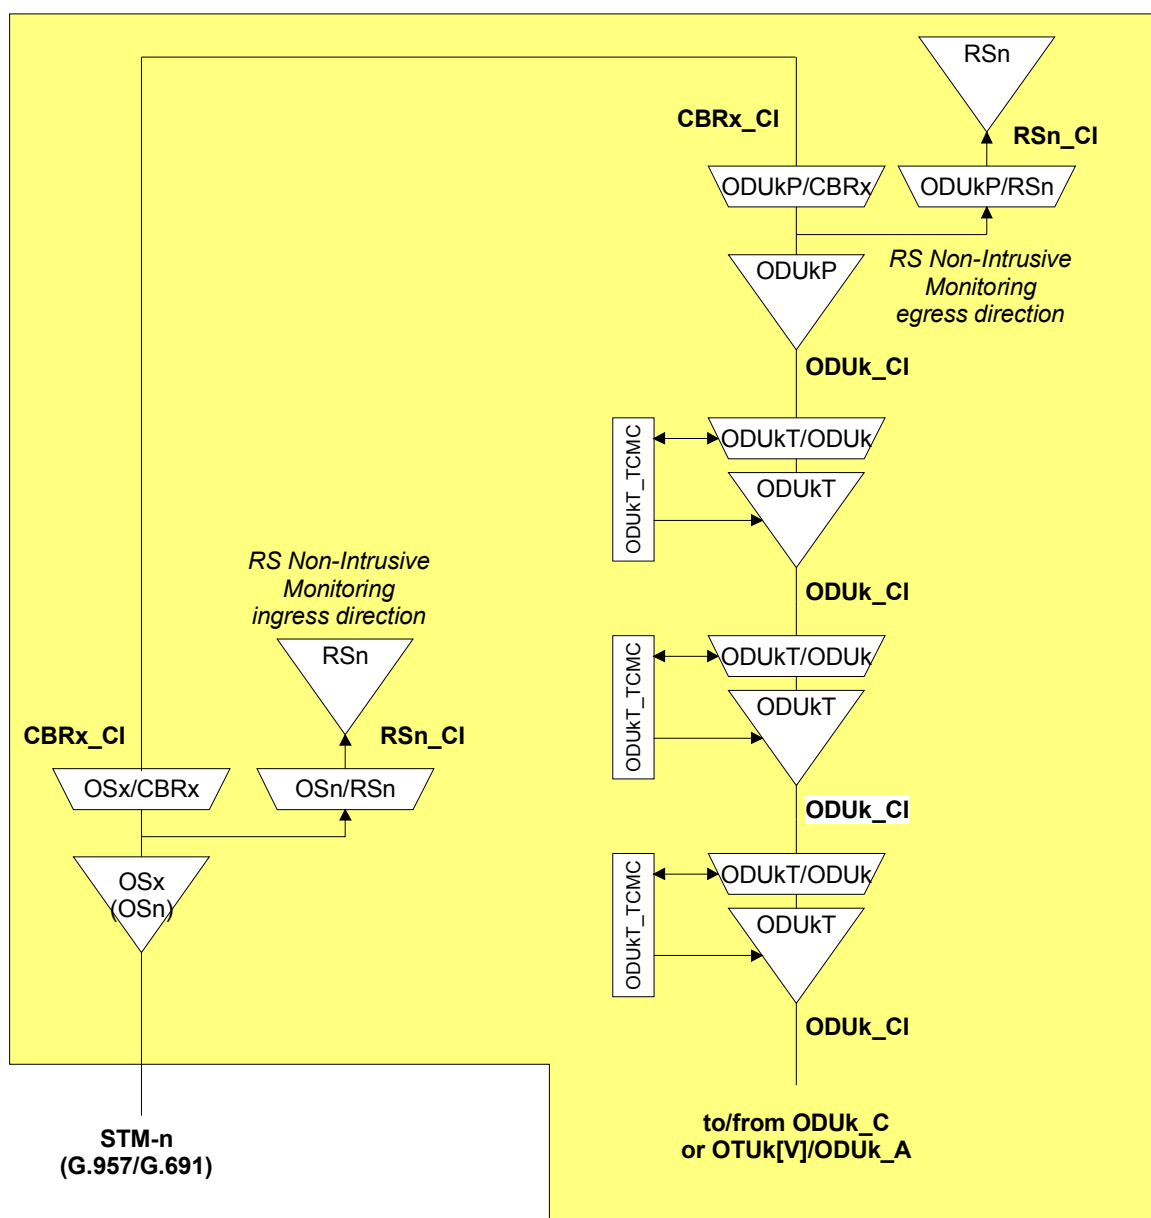 RSn
CBRx_CI
RSn_CI
ODUkP/CBRx
ODUkP/RSn
ODUkP
RS Non-Intrusive
Monitoring
egress direction
ODUk_CI
ODUkT_TCMC
ODUkT/ODUk
ODUkT
ODUk_CI
RS Non-Intrusive
Monitoring
ingress direction
RSn
ODUkT_TCMC
ODUkT/ODUk
ODUkT
CBRx_CI
RSn_CI
OSx/CBRx
OSn/RSn
ODUk_CI
OSx
(OSn)
ODUkT_TCMC
ODUkT/ODUk
ODUkT
ODUk_CI
STM-n
(G.957/G.691)
to/from ODUk_C
or OTUk[V]/ODUk_A